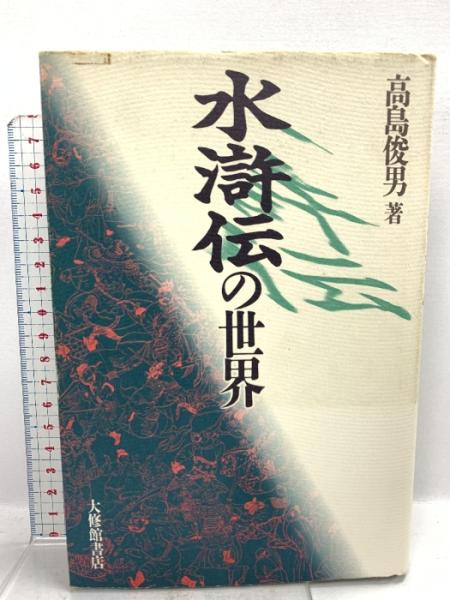 高島俊男 著
水滸伝の世界
大修館書店